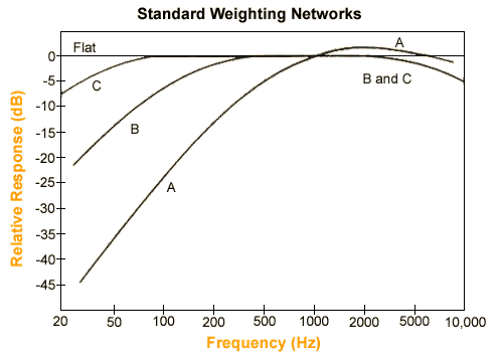 Standard Weighting Networks
Flat
A
0
C
B and C
-5
-10
B
-15
-20
A
-25
-30
-35
-40
-45
20 50 100 200 500 1000 2000 5000 10,000
Relative Response (dB)
Frequency (Hz)